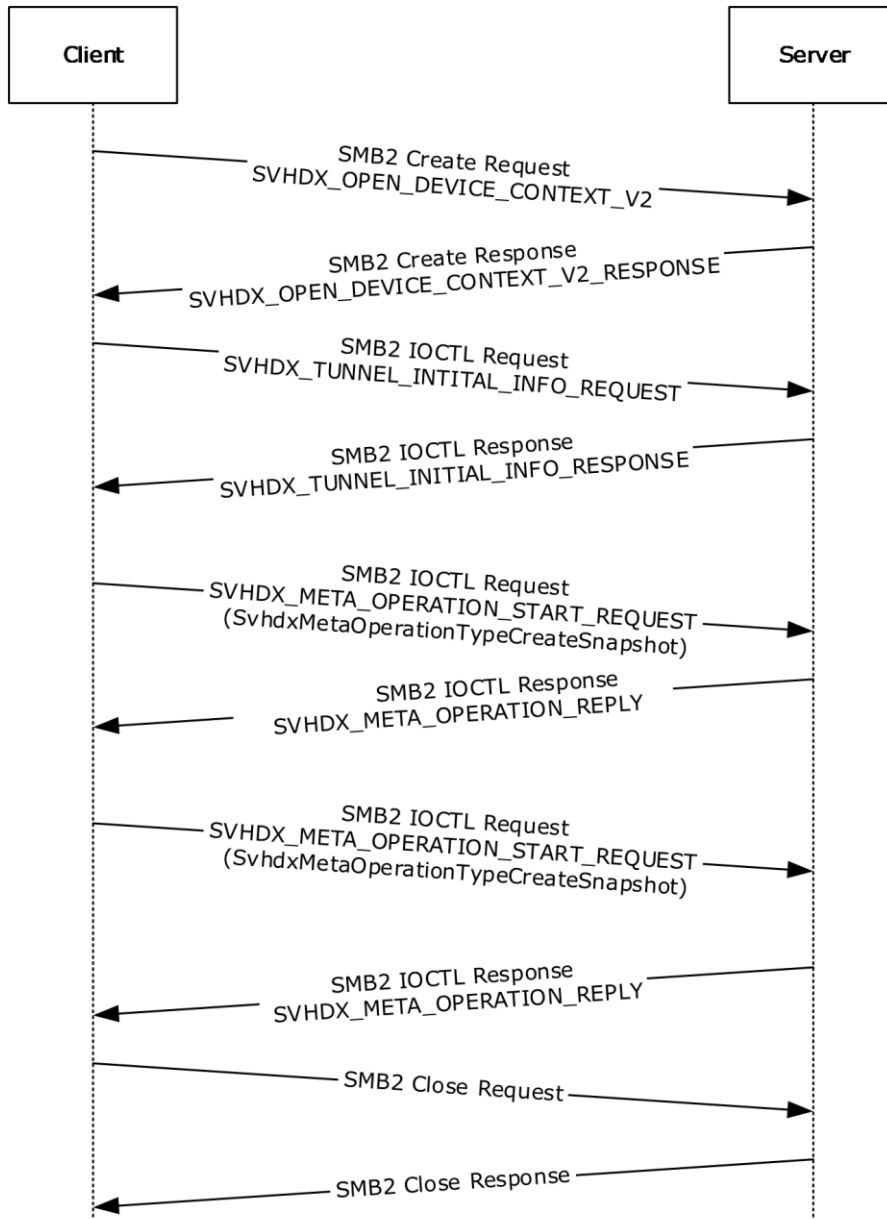 Client
Server
SMB2 Create Request
SVHDX_OPEN_DEVICE_CONTEXT_V2
SMB2 Create Response
SVHDX_OPEN_DEVICE_CONTEXT_V2_RESPONSE
SMB2 IOCTL Request
SVHDX_TUNNEL_INTITAL_INFO_REQUEST
SMB2 IOCTL Response
SVHDX_TUNNEL_INITIAL_INFO_RESPONSE
SMB2 IOCTL Request
SVHDX_META_OPERATION_START_REQUEST
(SvhdxMetaOperationTypeCreateSnapshot)
SMB2 IOCTL Response
SVHDX_META_OPERATION_REPLY
SMB2 IOCTL Request
SVHDX_META_OPERATION_START_REQUEST
(SvhdxMetaOperationTypeCreateSnapshot)
SMB2 IOCTL Response
SVHDX_META_OPERATION_REPLY
SMB2 Close Request
SMB2 Close Response